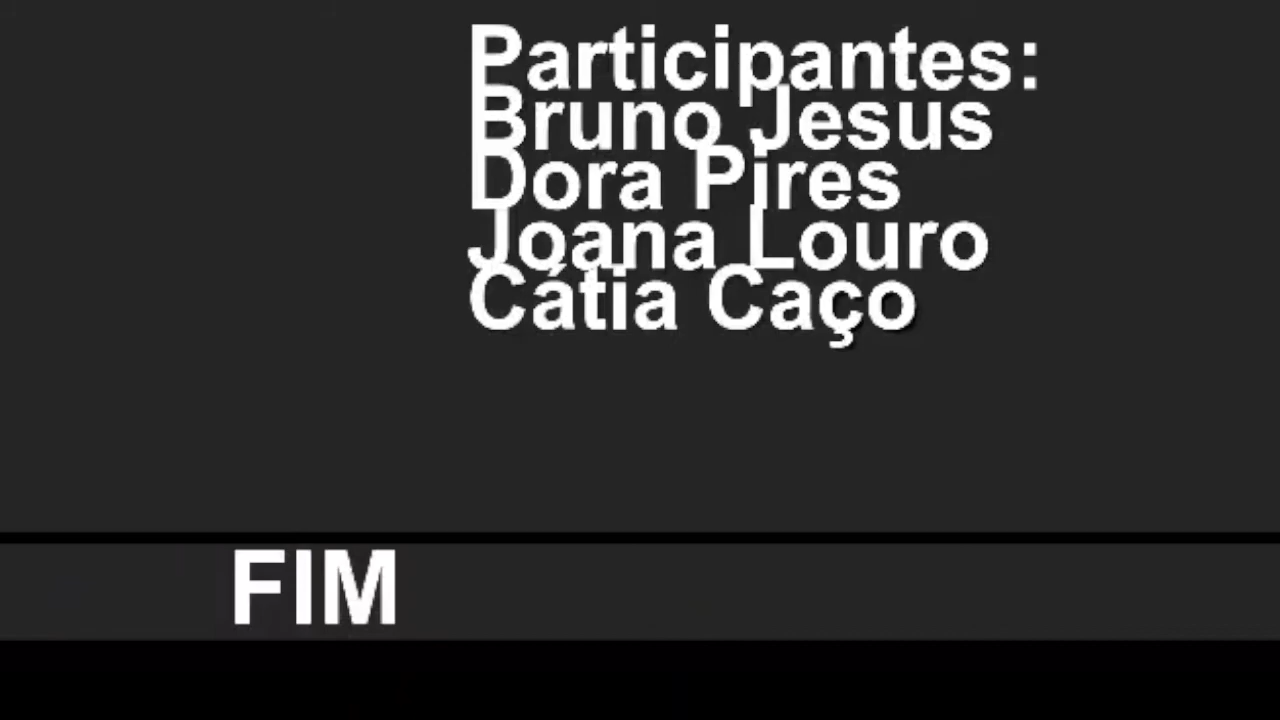 Participantes:
Bruno Jesus
Dora Pires
Joana Louro
Cátia Caço
FIM